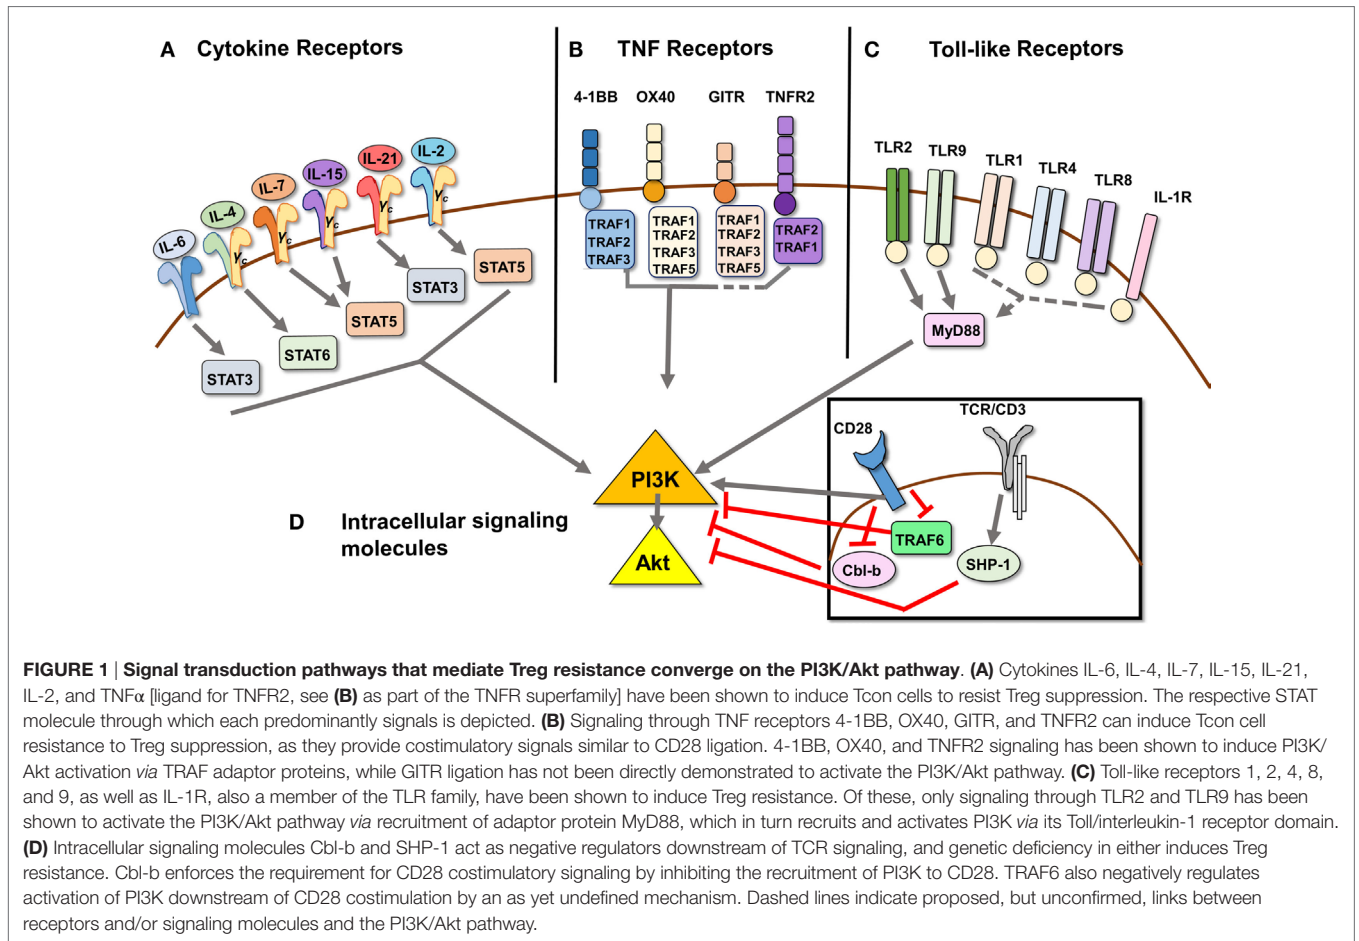 A Cytokine Receptors
IL-6
IL-4
γc
IL-7
γc
IL-15
γc
IL-21
γc
IL-2
γc
STAT3
STAT6
STAT5
STAT3
STAT5
B TNF Receptors
4-1BB OX40 GITR TNFR2
TRAF1
TRAF2
TRAF3
TRAF1
TRAF2
TRAF3
TRAF5
TRAF1
TRAF2
TRAF3
TRAF5
TRAF2
TRAF1
C Toll-like Receptors
TLR2
TLR9
TLR1
TLR4
TLR8
IL-1R
MyD88
D Intracellular signaling
molecules
PI3K
Akt
CD28
TCR/CD3
TRAF6
Cbl-b
SHP-1
FIGURE 1 | Signal transduction pathways that mediate Treg resistance converge on the PI3K/Akt pathway. (A) Cytokines IL-6, IL-4, IL-7, IL-15, IL-21,
IL-2, and TNFα [ligand for TNFR2, see (B) as part of the TNFR superfamily] have been shown to induce Tcon cells to resist Treg suppression. The respective STAT
molecule through which each predominantly signals is depicted. (B) Signaling through TNF receptors 4-1BB, OX40, GITR, and TNFR2 can induce Tcon cell
resistance to Treg suppression, as they provide costimulatory signals similar to CD28 ligation. 4-1BB, OX40, and TNFR2 signaling has been shown to induce PI3K/
Akt activation via TRAF adaptor proteins, while GITR ligation has not been directly demonstrated to activate the PI3K/Akt pathway. (C) Toll-like receptors 1, 2, 4, 8,
and 9, as well as IL-1R, also a member of the TLR family, have been shown to induce Treg resistance. Of these, only signaling through TLR2 and TLR9 has been
shown to activate the PI3K/Akt pathway via recruitment of adaptor protein MyD88, which in turn recruits and activates PI3K via its Toll/interleukin-1 receptor domain.
(D) Intracellular signaling molecules Cbl-b and SHP-1 act as negative regulators downstream of TCR signaling, and genetic deficiency in either induces Treg
resistance. Cbl-b enforces the requirement for CD28 costimulatory signaling by inhibiting the recruitment of PI3K to CD28. TRAF6 also negatively regulates
activation of PI3K downstream of CD28 costimulation by an as yet undefined mechanism. Dashed lines indicate proposed, but unconfirmed, links between
receptors and/or signaling molecules and the PI3K/Akt pathway.